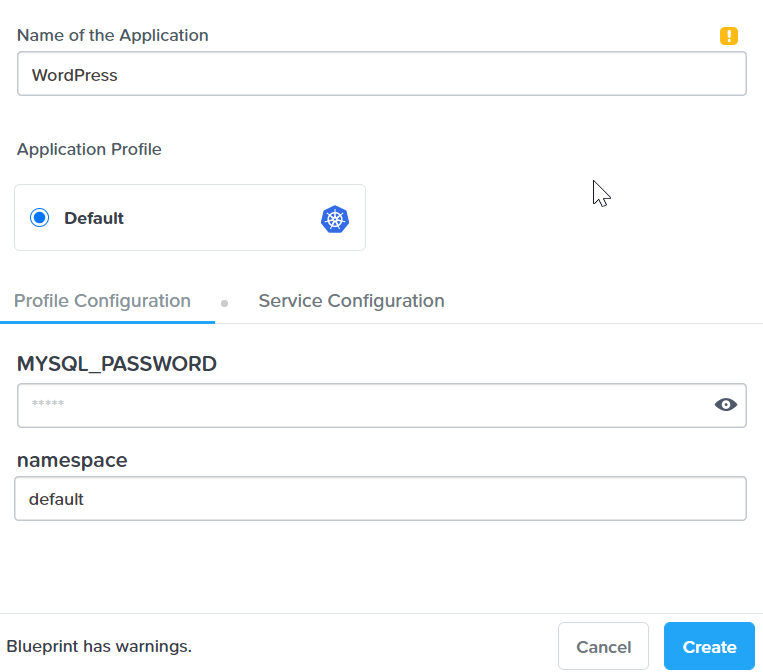 Name of the Application
WordPress
Application Profile
Default
Profile Configuration
Service Configuration
MYSQL_PASSWORD
*****
namespace
default
Blueprint has warnings.
Cancel
Create